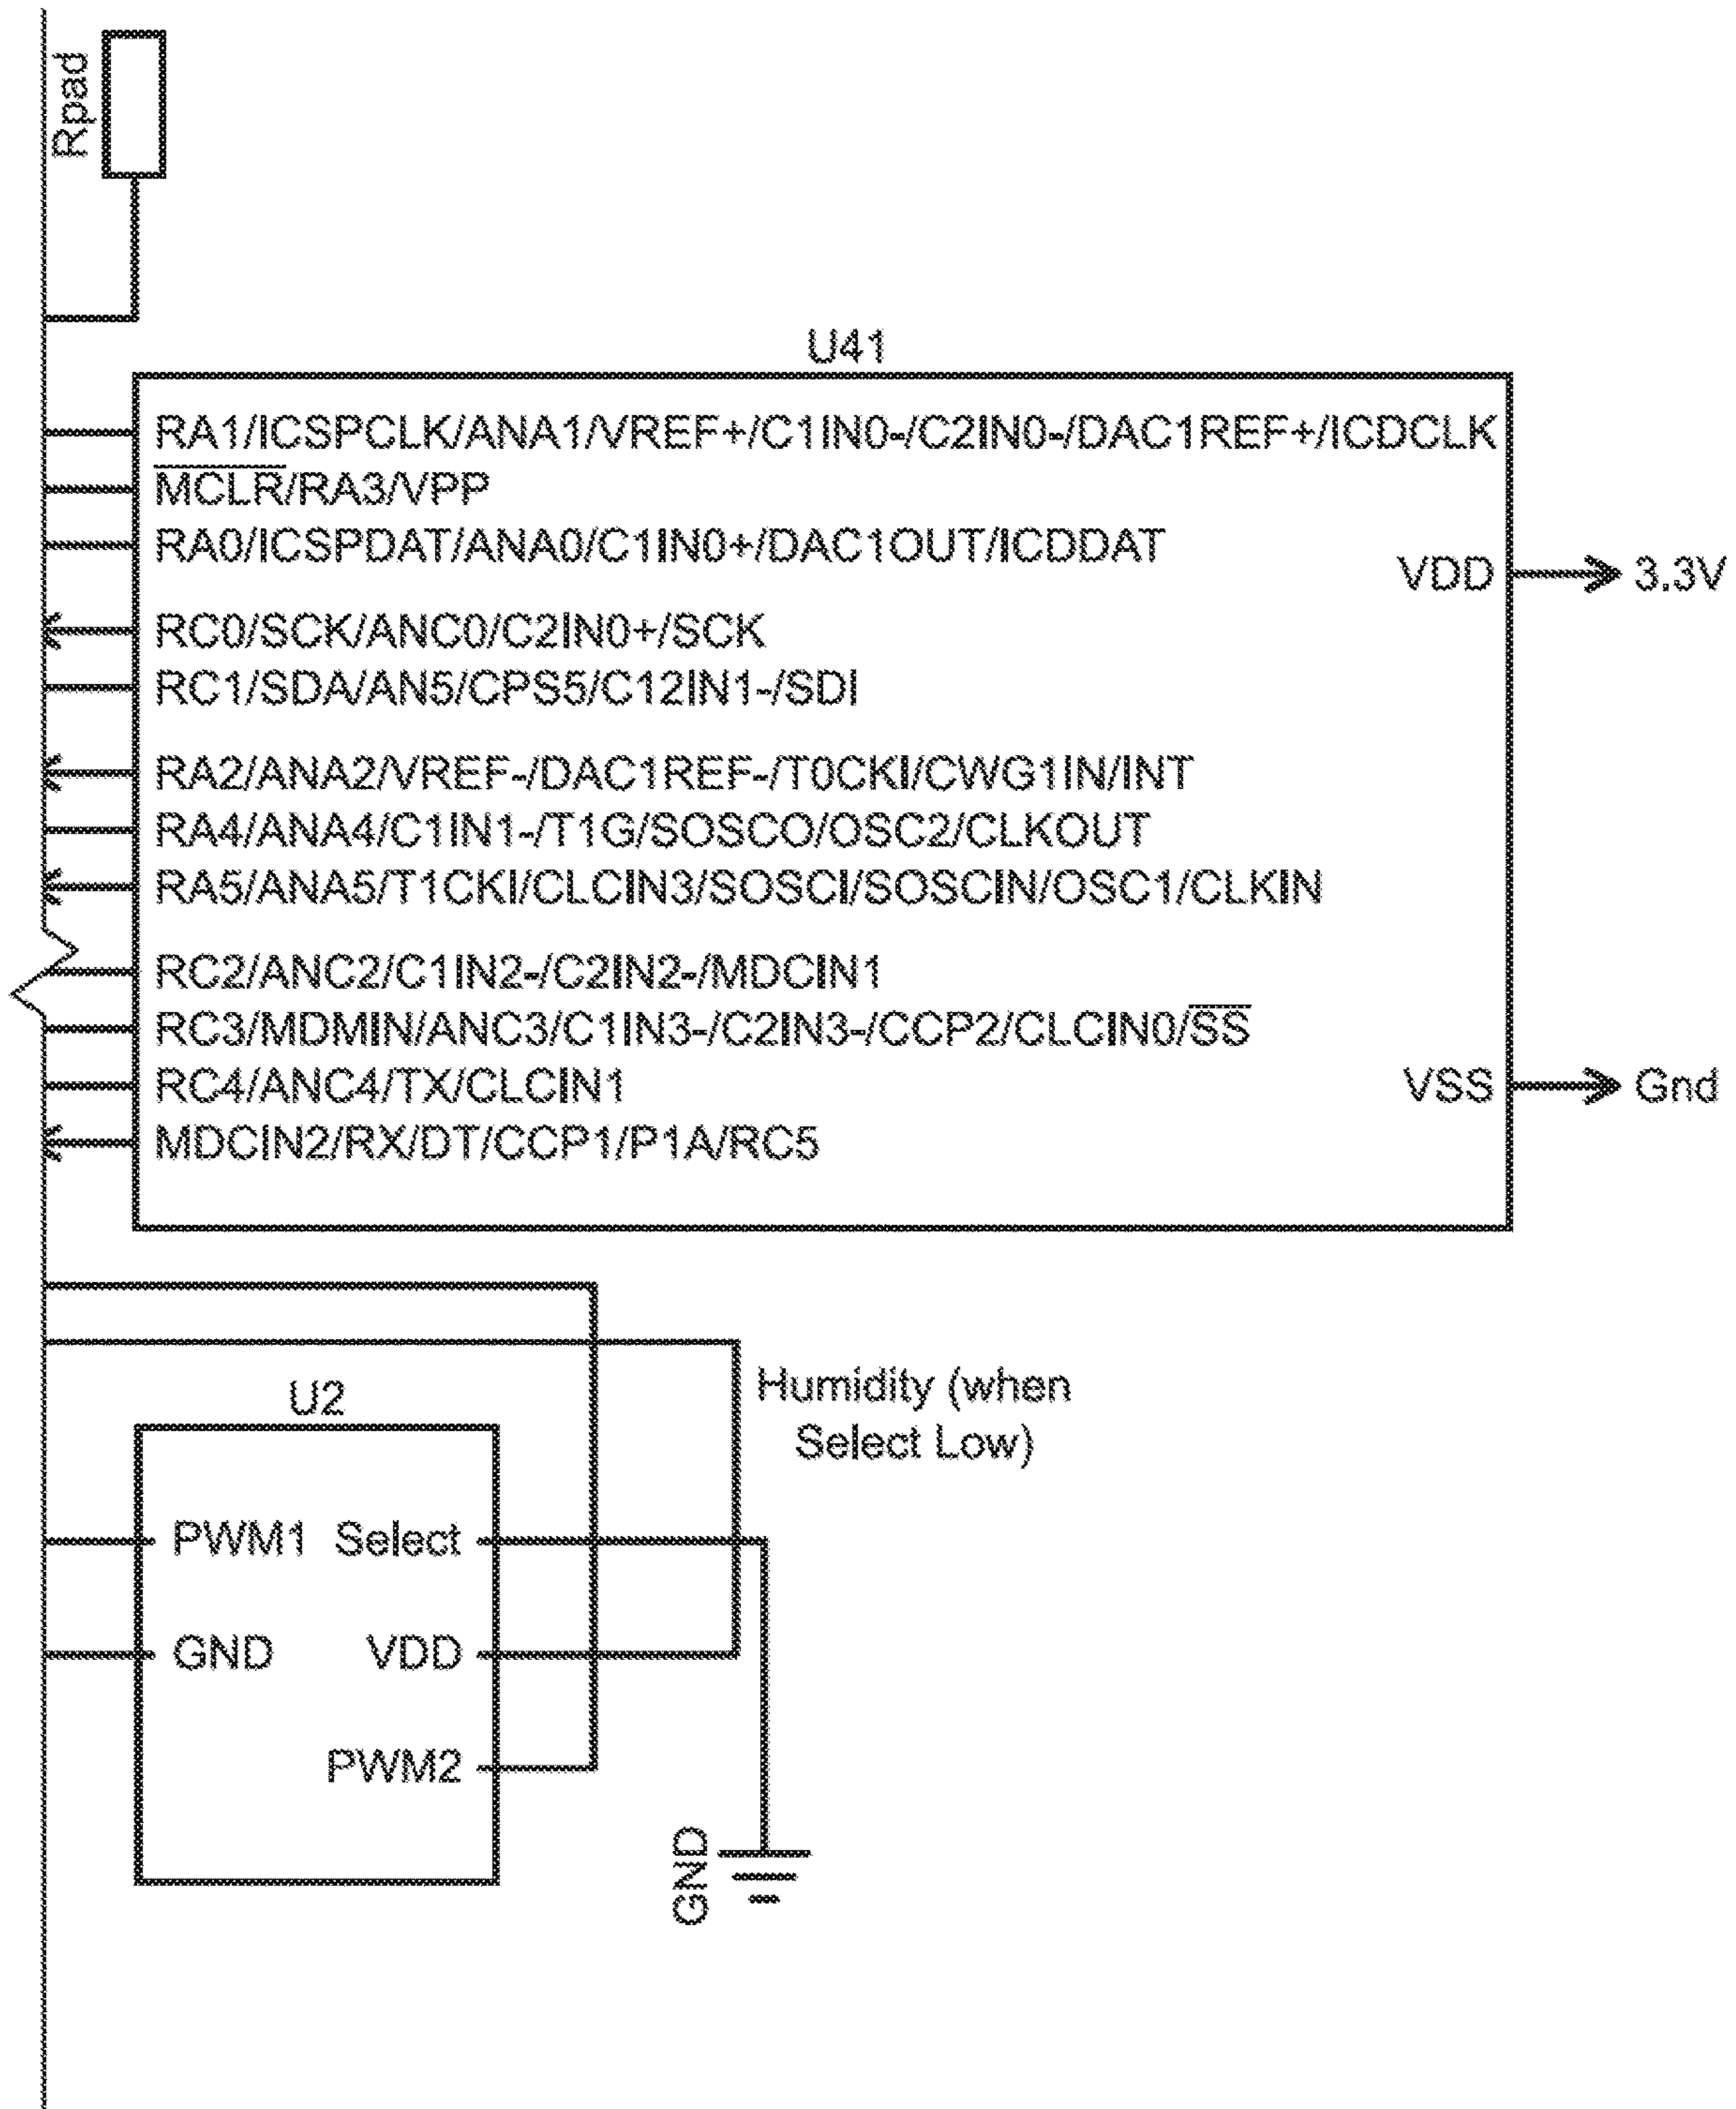 Rpad
U41
RA1/ICSPCLK/ANA1/VREF+/C1IN0-/C2IN0-/DAC1REF+/ICDCLK
MCLR/RA3/VPP
RA0/ICSPDAT/ANA0/C1IN0+/DAC1OUT/ICDDAT
VDD 3.3V
RC0/SCK/ANC0/C2IN0+/SCK
RC1/SDA/AN5/CPS5/C12IN1-/SDI
RA2/ANA2/VREF-/DAC1REF-/T0CKI/CWG1IN/INT
RA4/ANA4/C1IN1-/T1G/SOSCO/OSC2/CLKOUT
RA5/ANA5/T1CKI/CLCIN3/SOSCI/SOSCIN/OSC1/CLKIN
RC2/ANC2/C1IN2-/C2IN2-/MDCIN1
RC3/MDMIN/ANC3/C1IN3-/C2IN3-/CCP2/CLCIN0/SS
RC4/ANC4/TX/CLCIN1
VSS Gnd
MDCIN2/RX/DT/CCP1/P1A/RC5
Humidity (when
Select Low)
U2
PWM1 Select
GND VDD
PWM2
GND